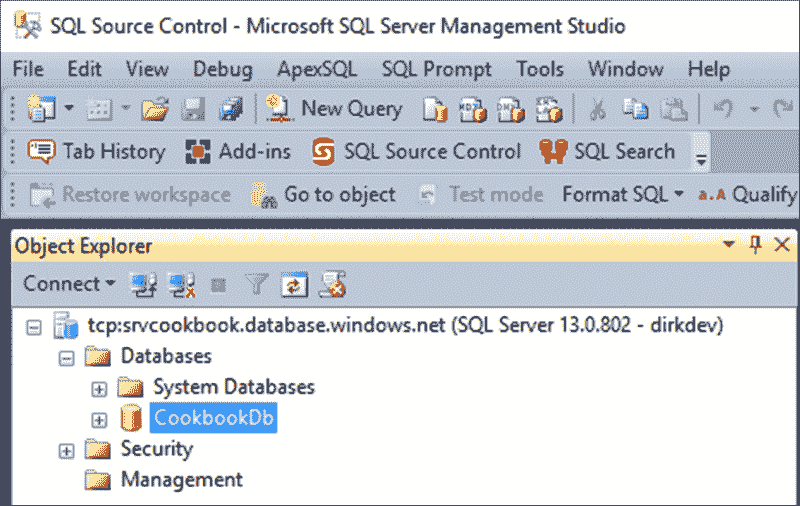 SQL Source Control - Microsoft SQL Server Management Studio
File Edit View Debug ApexSQL SQL Prompt Tools Window Help
New Query
Tab History Add-ins SQL Source Control SQL Search
Restore workspace Go to object Test mode Format SQL a.A Qualify
Object Explorer
Connect
tcp:srvcookbook.database.windows.net (SQL Server 13.0.802 - dirkdev)
Databases
System Databases
CookbookDb
Security
Management